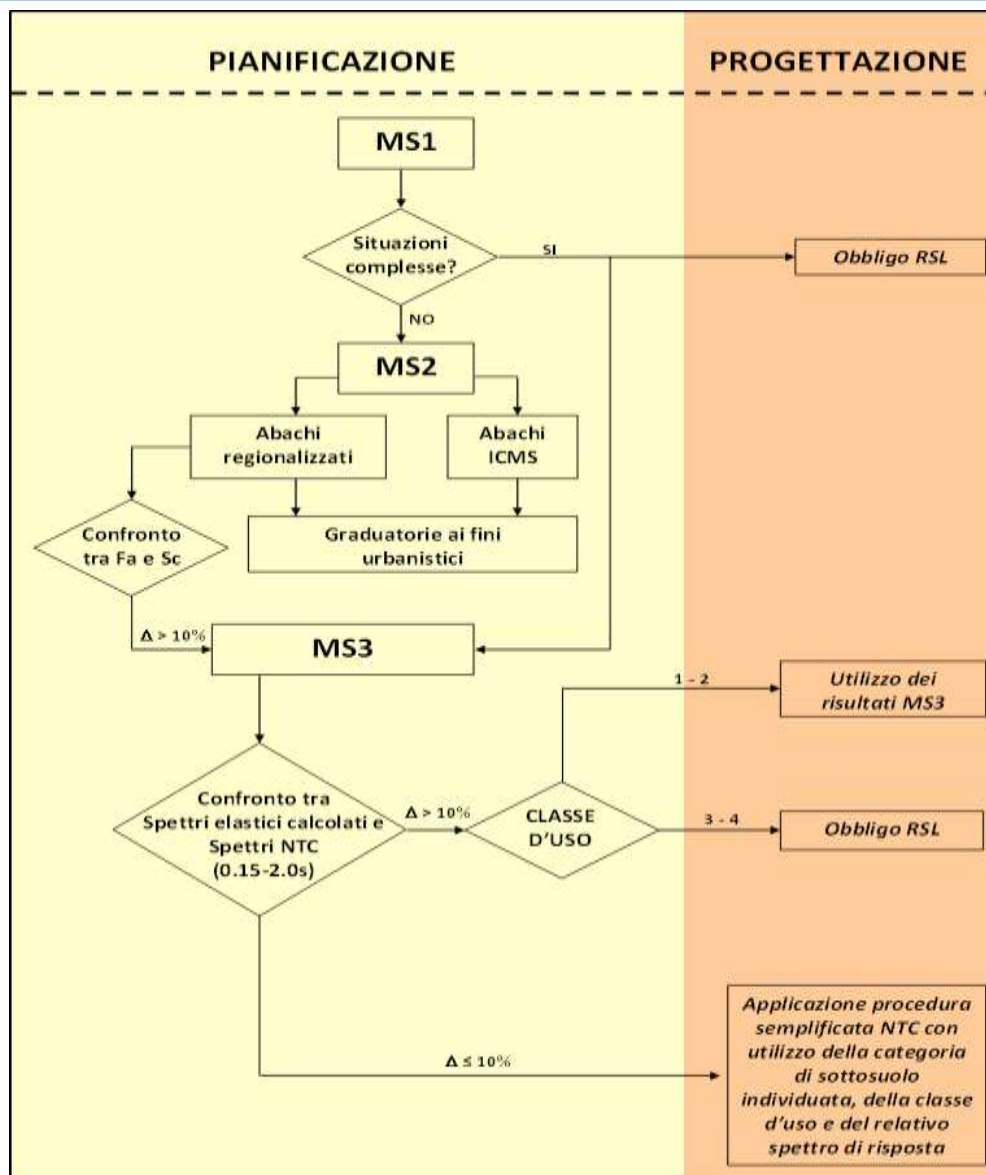 PIANIFICAZIONE
PROGETTAZIONE
MS1
Situazioni
complesse?
SI
Obbligo RSL
NO
MS2
Abachi
regionalizzati
Abachi
ICMS
Confronto
tra Fa e Sc
Graduatorie ai fini
urbanistici
Δ > 10%
MS3
1 - 2
Utilizzo dei
risultati MS3
Confronto tra
Spettri elastici calcolati e
Spettri NTC
(0.15-2.0s)
Δ > 10%
CLASSE
D'USO
3 - 4
Obbligo RSL
Δ ≤ 10%
Applicazione procedura
semplificata NTC con
utilizzo della categoria
di sottosuolo
individuata, della classe
d'uso e del relativo
spettro di risposta